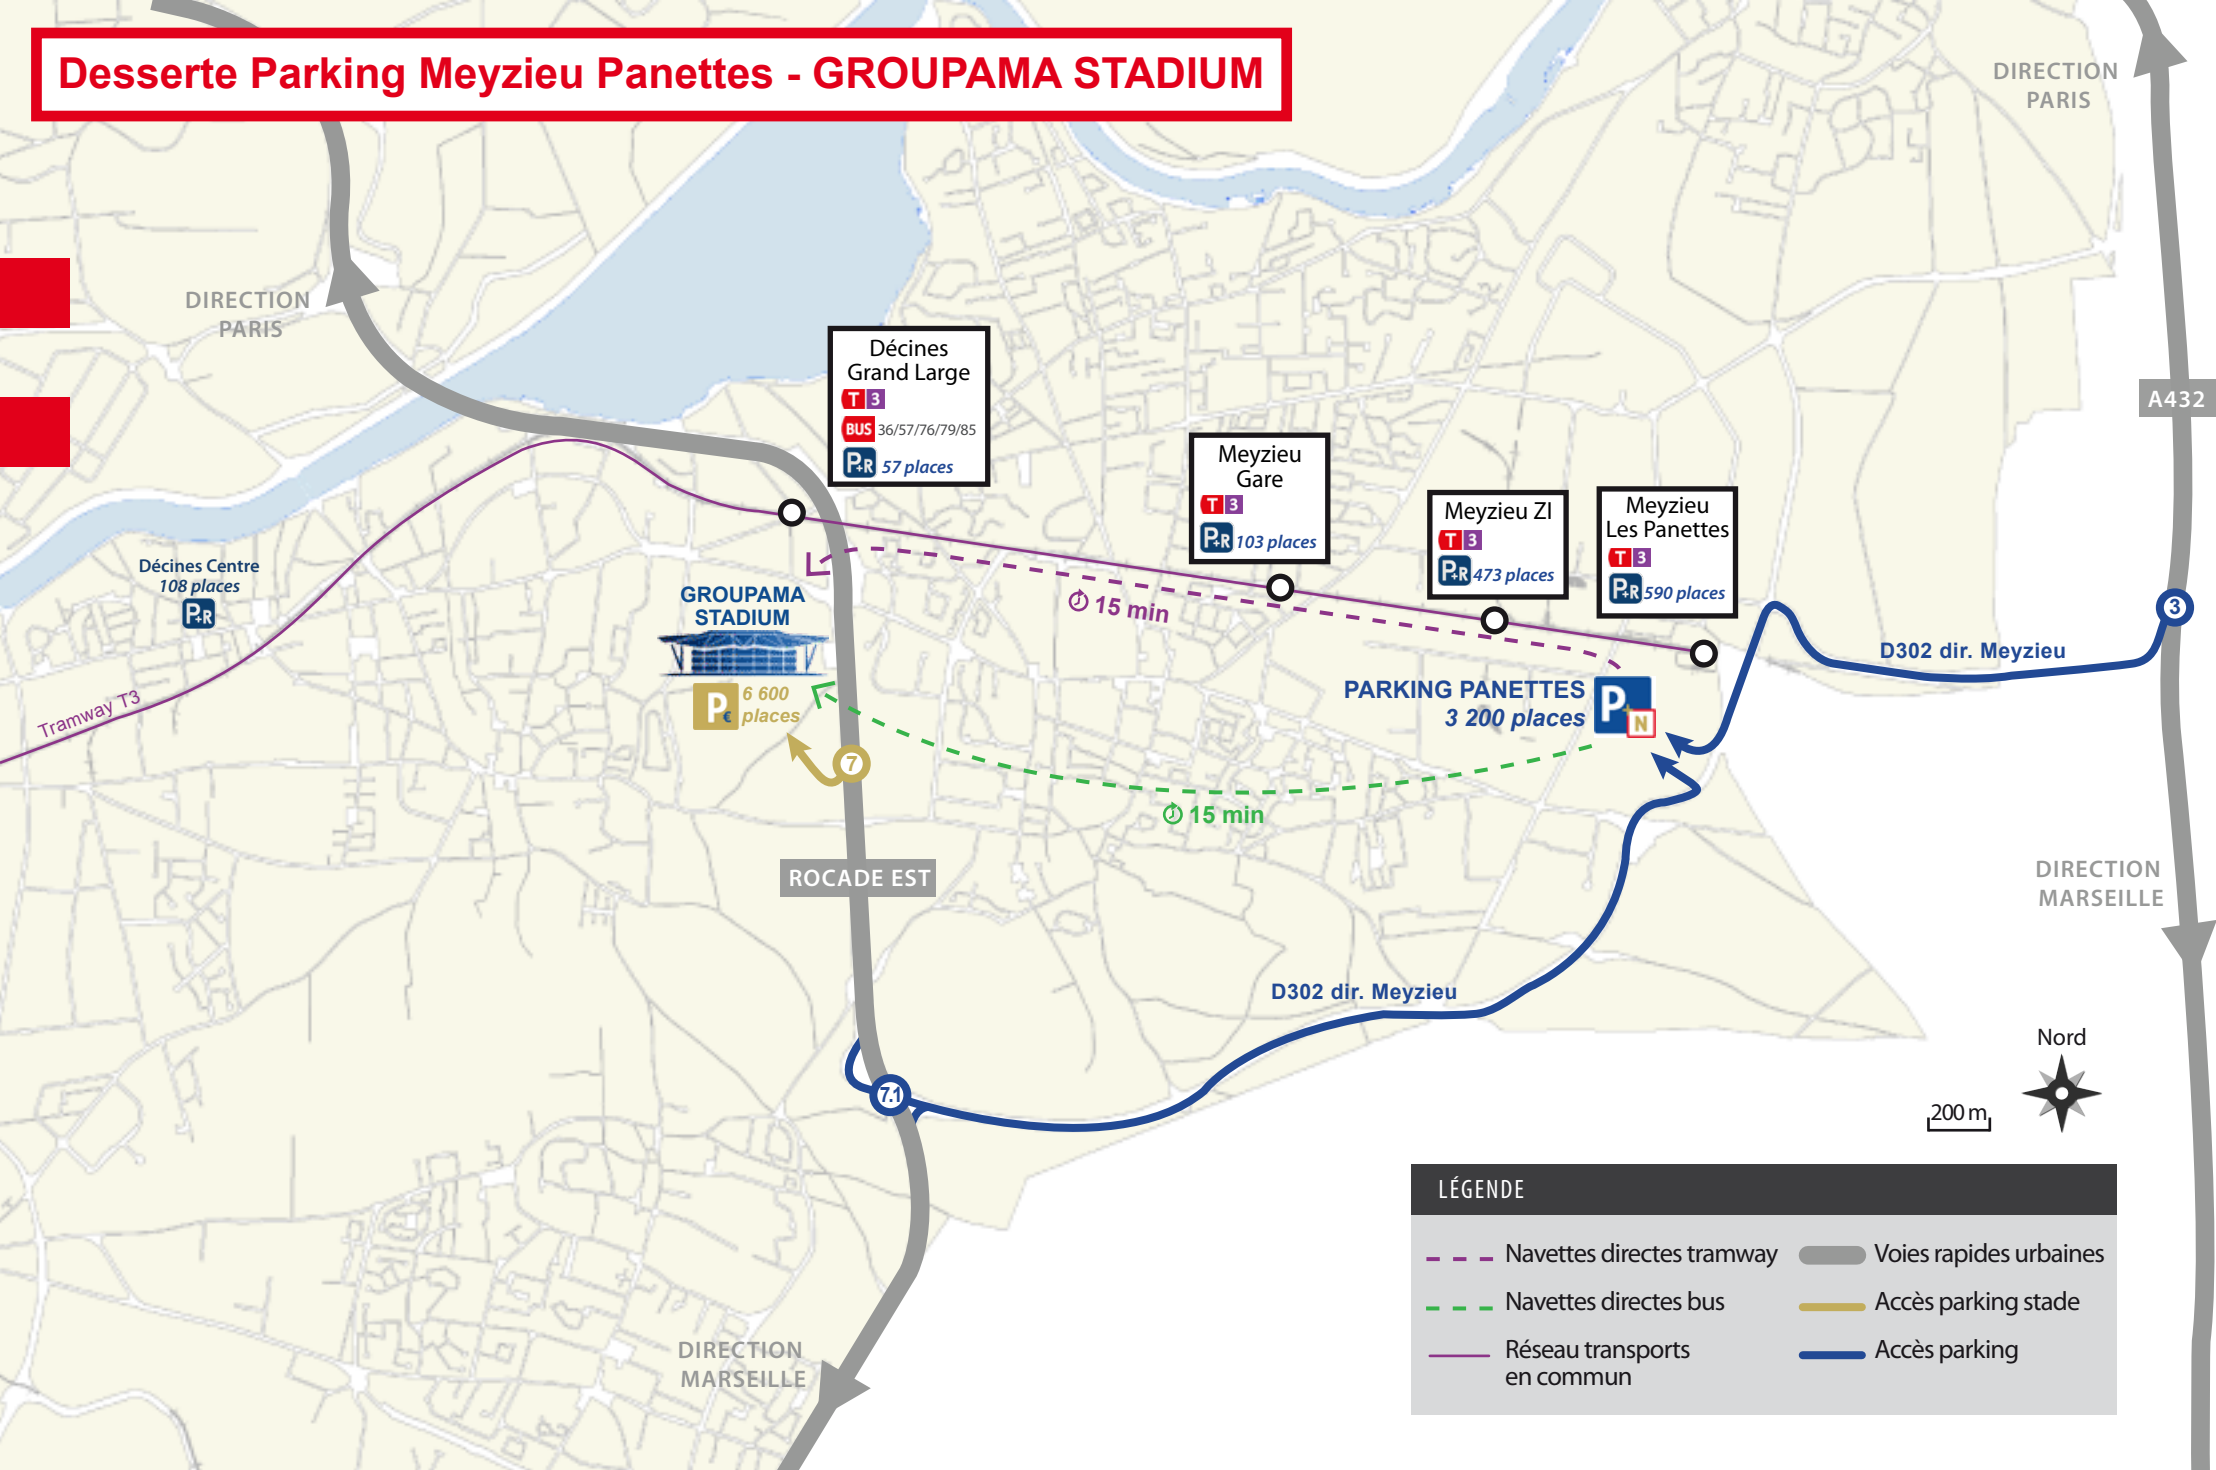 Desserte Parking Meyzieu Panettes - GROUPAMA STADIUM
DIRECTION
PARIS
DIRECTION
PARIS
Décines
Grand Large
T 3
BUS 36/57/76/79/85
P+R 57 places
A432
Meyzieu
Gare
T 3
P+R 103 places
Meyzieu ZI
T 3
P+R 473 places
Meyzieu
Les Panettes
T 3
P+R 590 places
Décines Centre
108 places
P+R
GROUPAMA
STADIUM
15 min
3
D302 dir. Meyzieu
Tramway T3
P€ 6 600
places
PARKING PANETTES
3 200 places
P+N
7
15 min
ROCADE EST
DIRECTION
MARSEILLE
D302 dir. Meyzieu
7.1
Nord
200 m
LÉGENDE
Navettes directes tramway
Voies rapides urbaines
Navettes directes bus
Accès parking stade
Réseau transports
en commun
Accès parking
DIRECTION
MARSEILLE